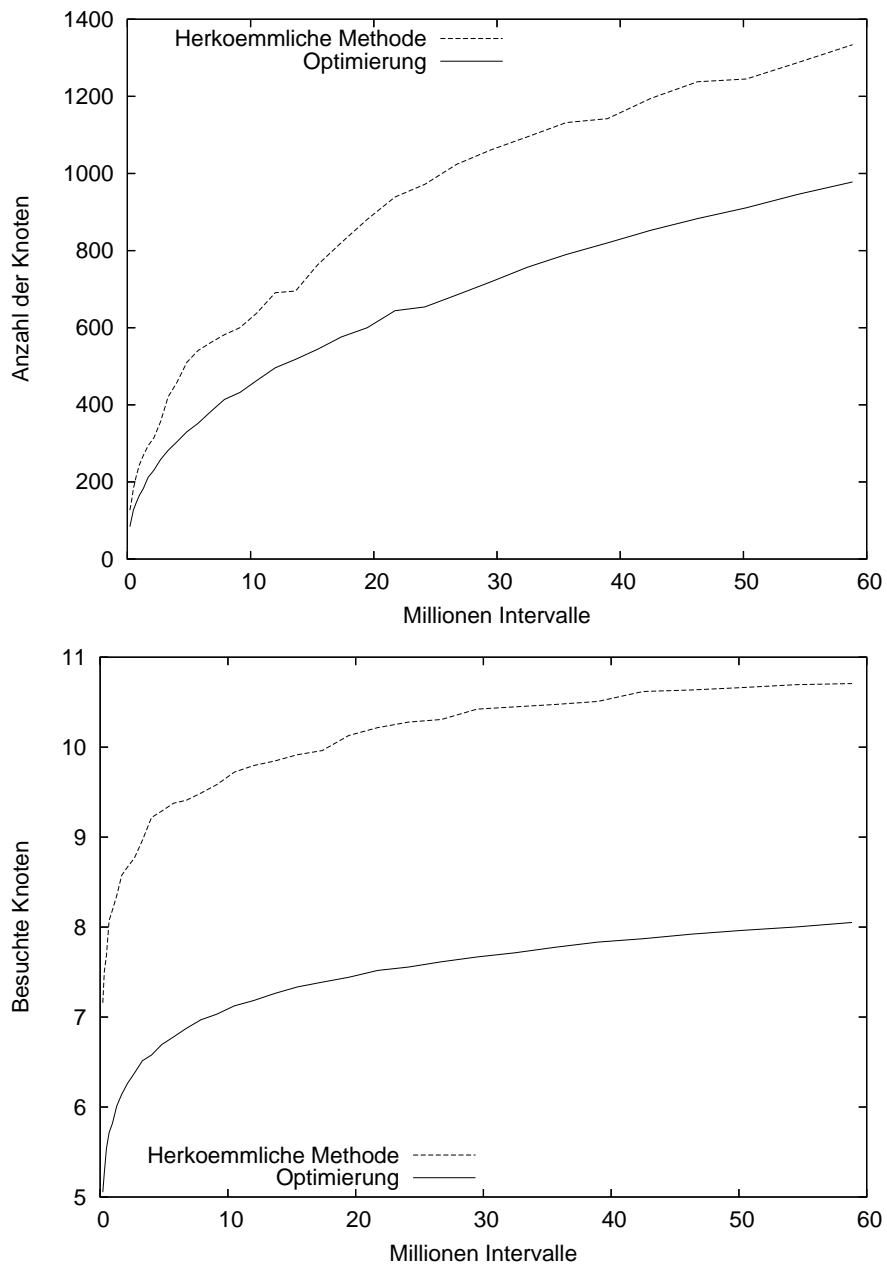 1400
1200
1000
800
600
400
200
0
Anzahl der Knoten
Herkoemmliche Methode
Optimierung
0 10 20 30 40 50 60
Millionen Intervalle
11
10
9
8
7
6
5
Besuchte Knoten
Herkoemmliche Methode
Optimierung
0 10 20 30 40 50 60
Millionen Intervalle